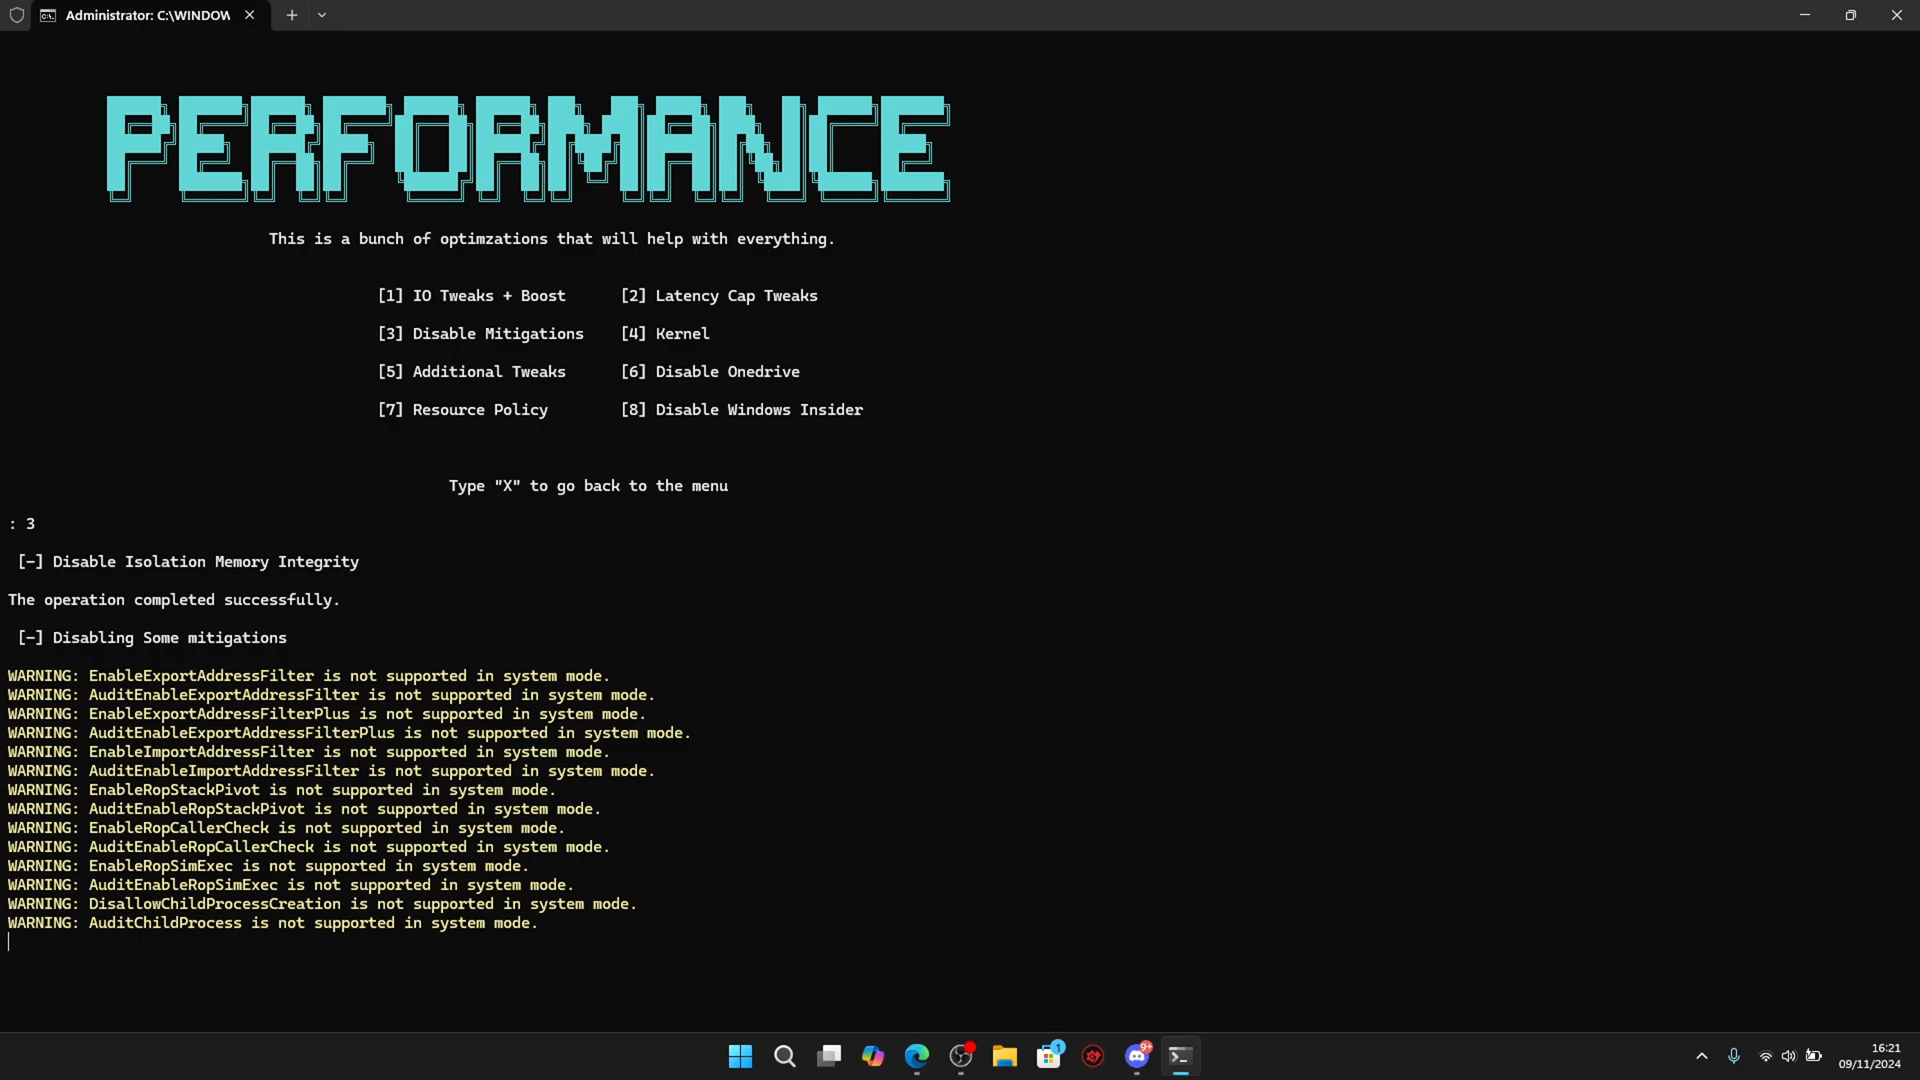 Administrator: C:\WINDOW
PERFORMANCE
This is a bunch of optimzations that will help with everything.
[1] IO Tweaks + Boost [2] Latency Cap Tweaks
[3] Disable Mitigations [4] Kernel
[5] Additional Tweaks [6] Disable Onedrive
[7] Resource Policy [8] Disable Windows Insider
Type "X" to go back to the menu
: 3
[-] Disable Isolation Memory Integrity
The operation completed successfully.
[-] Disabling Some mitigations
WARNING: EnableExportAddressFilter is not supported in system mode.
WARNING: AuditEnableExportAddressFilter is not supported in system mode.
WARNING: EnableExportAddressFilterPlus is not supported in system mode.
WARNING: AuditEnableExportAddressFilterPlus is not supported in system mode.
WARNING: EnableImportAddressFilter is not supported in system mode.
WARNING: AuditEnableImportAddressFilter is not supported in system mode.
WARNING: EnableRopStackPivot is not supported in system mode.
WARNING: AuditEnableRopStackPivot is not supported in system mode.
WARNING: EnableRopCallerCheck is not supported in system mode.
WARNING: AuditEnableRopCallerCheck is not supported in system mode.
WARNING: EnableRopSimExec is not supported in system mode.
WARNING: AuditEnableRopSimExec is not supported in system mode.
WARNING: DisallowChildProcessCreation is not supported in system mode.
WARNING: AuditChildProcess is not supported in system mode.
1
9+
16:21
09/11/2024